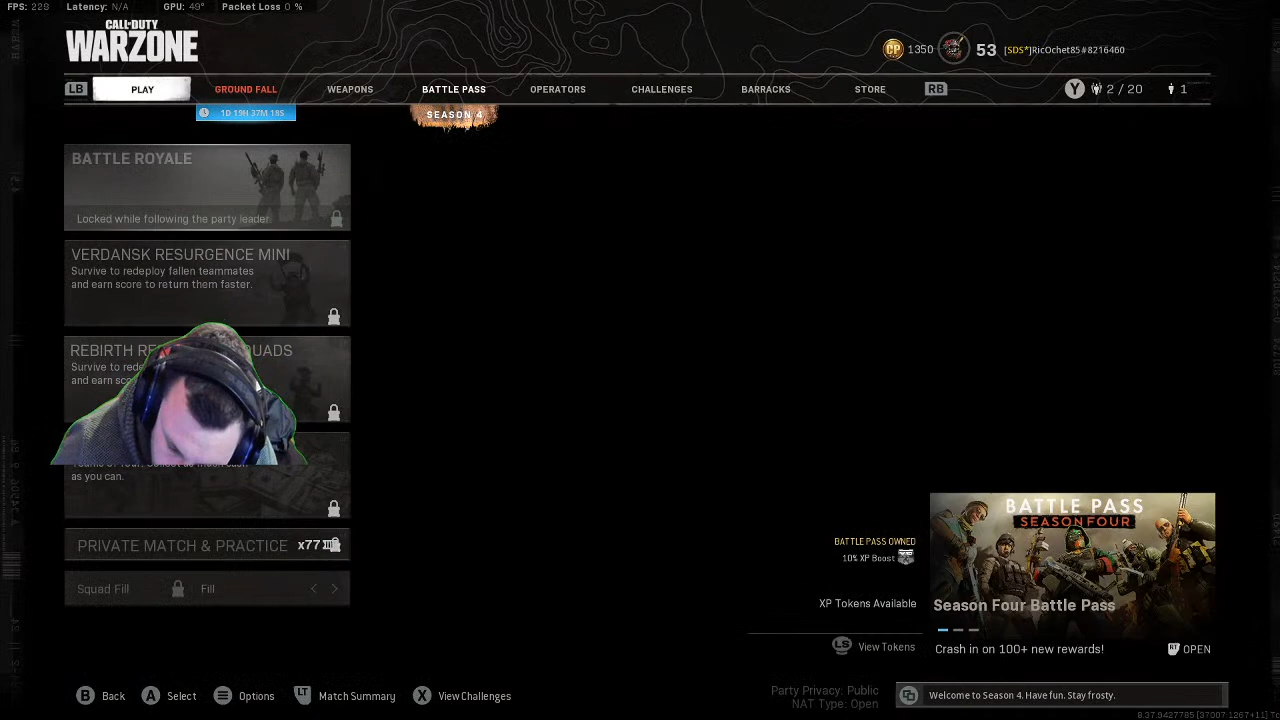 FPS: 229 Latency: N/A GPU: 49° Packet Loss 0 %
CALL OF DUTY
WARZONE
CP 1350 53 [SDS*]RicOchet85#8216460
LB PLAY GROUND FALL WEAPONS BATTLE PASS OPERATORS CHALLENGES BARRACKS STORE RB Y 2 / 20 1
1D 19H 37M 18S
SEASON 4
BATTLE ROYALE
Locked while following the party leader.
VERDANSK RESURGENCE MINI
Survive to redeploy fallen teammates
and earn score to return them faster.
REBIRTH
Survive to
and earn
as you can.
PRIVATE MATCH & PRACTICE x77
Squad Fill Fill
BATTLE PASS
SEASON FOUR
BATTLE PASS OWNED
10% XP Boost
XP Tokens Available
Season Four Battle Pass
LS View Tokens
Crash in on 100+ new rewards! RT OPEN
B Back A Select Options LT Match Summary X View Challenges
Party Privacy: Public
NAT Type: Open
Welcome to Season 4. Have fun. Stay frosty.